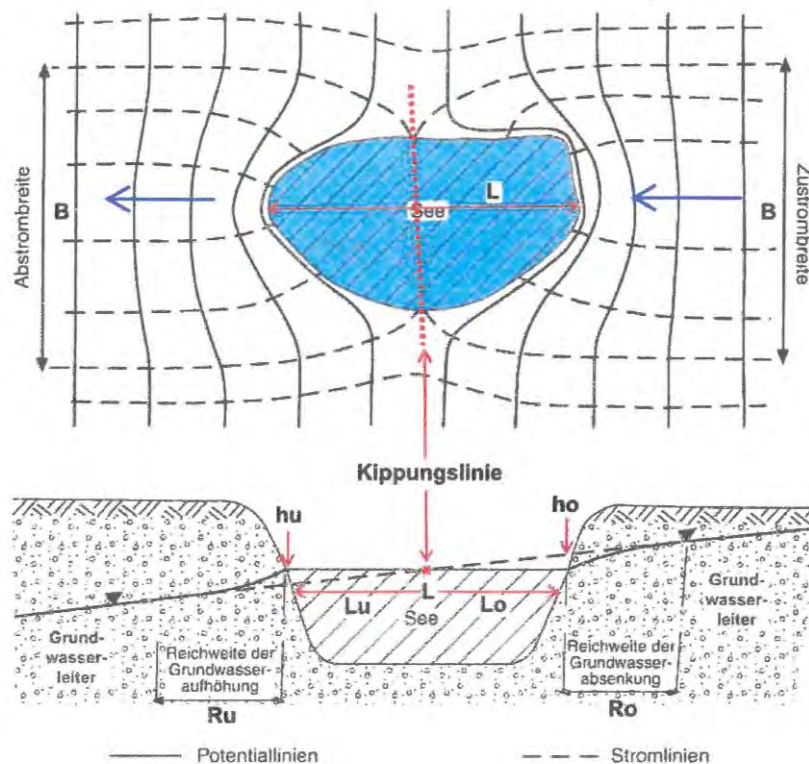 Abstrombreite
B
L
See
B
Zustrombreite
Kippungslinie
hu
ho
Lu
L
Lo
See
Grund-
wasser-
leiter
Reichweite der
Grundwasser-
aufhöhung
Ru
Reichweite der
Grundwasser-
absenkung
Ro
Grund-
wasser-
leiter
Potentiallinien
Stromlinien